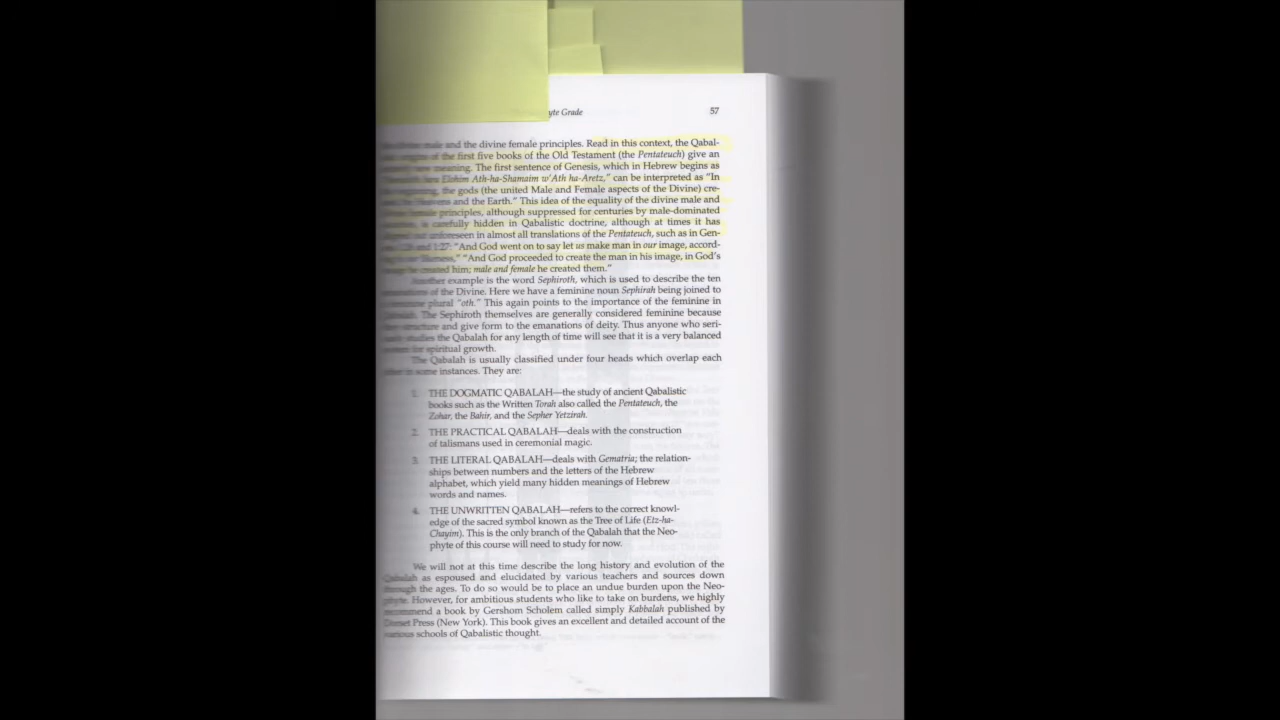 yte Grade 57
male and the divine female principles. Read in this context, the Qabal-
of the first five books of the Old Testament (the Pentateuch) give an
meaning. The first sentence of Genesis, which in Hebrew begins as
Elohim Ath-ha-Shamaim w'Ath ha-Aretz," can be interpreted as "In
the gods (the united Male and Female aspects of the Divine) cre-
and the Earth." This idea of the equality of the divine male and
female principles, although suppressed for centuries by male-dominated
is carefully hidden in Qabalistic doctrine, although at times it has
unforeseen in almost all translations of the Pentateuch, such as in Gen-
and 1:27: "And God went on to say let us make man in our image, accord-
" "And God proceeded to create the man in his image, in God's
he created him; male and female he created them."
Another example is the word Sephiroth, which is used to describe the ten
of the Divine. Here we have a feminine noun Sephirah being joined to
plural "oth." This again points to the importance of the feminine in
The Sephiroth themselves are generally considered feminine because
structure and give form to the emanations of deity. Thus anyone who seri-
studies the Qabalah for any length of time will see that it is a very balanced
for spiritual growth.
The Qabalah is usually classified under four heads which overlap each
in some instances. They are:
1. THE DOGMATIC QABALAH—the study of ancient Qabalistic
books such as the Written Torah also called the Pentateuch, the
Zohar, the Bahir, and the Sepher Yetzirah.
2. THE PRACTICAL QABALAH—deals with the construction
of talismans used in ceremonial magic.
3. THE LITERAL QABALAH—deals with Gematria; the relation-
ships between numbers and the letters of the Hebrew
alphabet, which yield many hidden meanings of Hebrew
words and names.
4. THE UNWRITTEN QABALAH—refers to the correct knowl-
edge of the sacred symbol known as the Tree of Life (Etz-ha-
Chayim). This is the only branch of the Qabalah that the Neo-
phyte of this course will need to study for now.
We will not at this time describe the long history and evolution of the
Qabalah as espoused and elucidated by various teachers and sources down
through the ages. To do so would be to place an undue burden upon the Neo-
phyte. However, for ambitious students who like to take on burdens, we highly
recommend a book by Gershom Scholem called simply Kabbalah published by
Dorset Press (New York). This book gives an excellent and detailed account of the
various schools of Qabalistic thought.